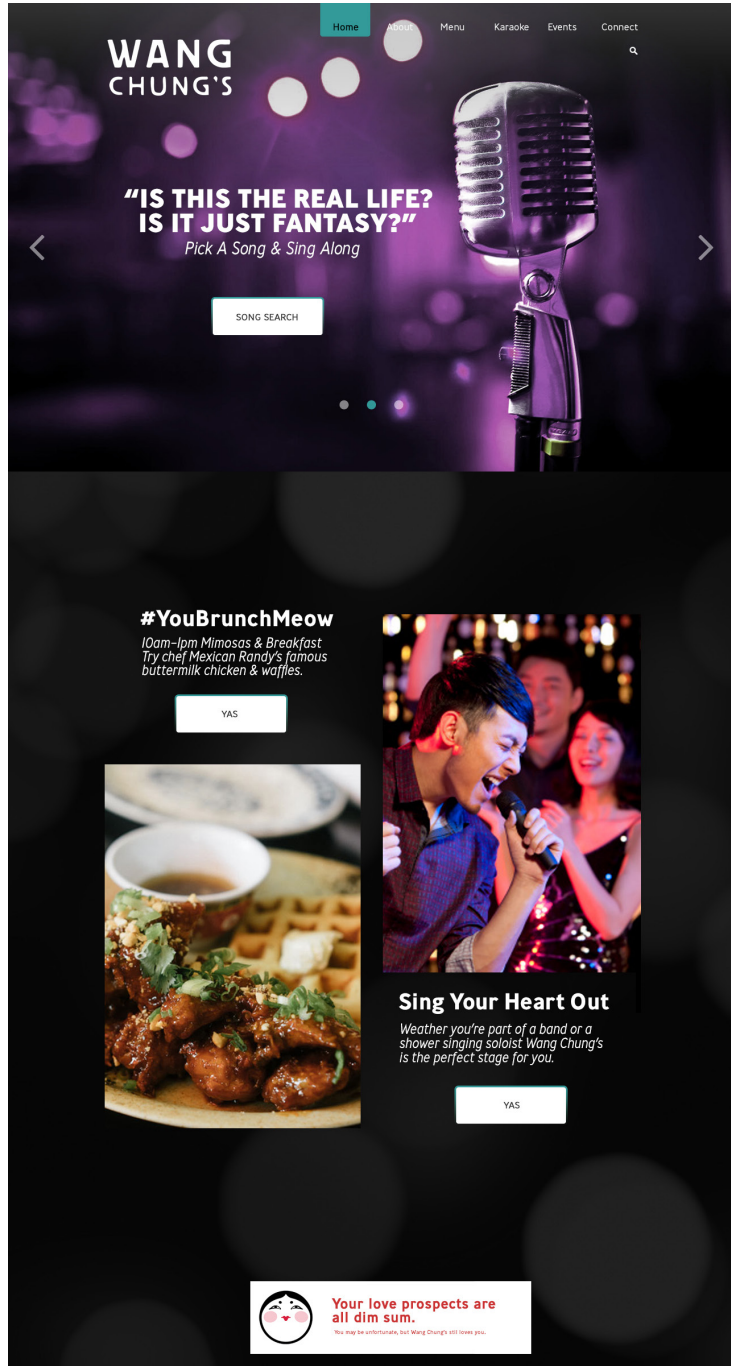 Home About Menu Karaoke Events Connect
WANG
CHUNG'S
“IS THIS THE REAL LIFE?
IS IT JUST FANTASY?”
Pick A Song & Sing Along
SONG SEARCH
#YouBrunchMeow
10am-1pm Mimosas & Breakfast
Try chef Mexican Randy's famous
buttermilk chicken & waffles.
YAS
Sing Your Heart Out
Weather you're part of a band or a
shower singing soloist Wang Chung's
is the perfect stage for you.
YAS
Your love prospects are
all dim sum.
You may be unfortunate, but Wang Chung's still loves you.